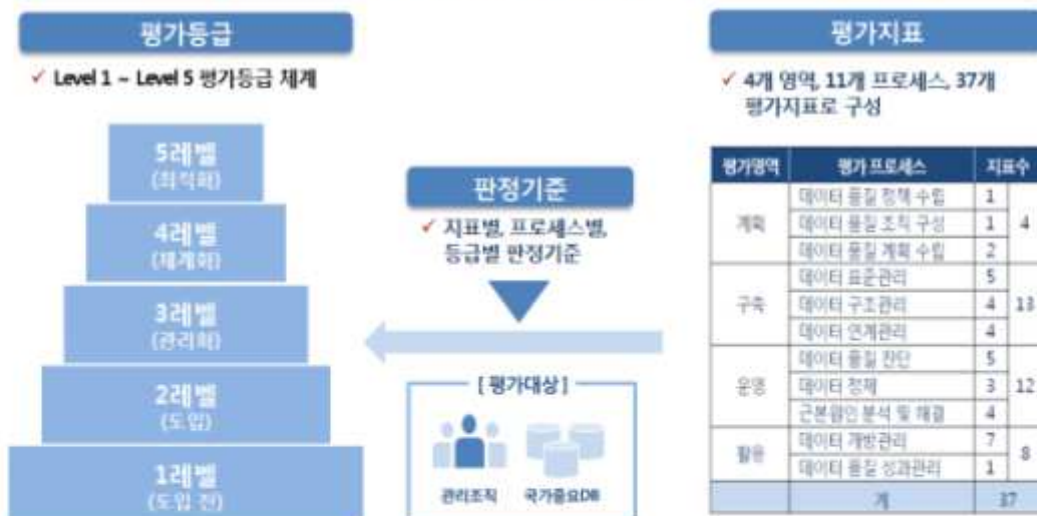 평가등급
✓ Level 1 ~ Level 5 평가등급 체계
5레벨
(최적화)
4레벨
(체계화)
3레벨
(관리화)
2레벨
(도입)
1레벨
(도입 전)
판정기준
✓ 지표별, 프로세스별,
등급별 판정기준
[ 평가대상 ]
관리조직 국가중요DB
평가지표
✓ 4개 영역, 11개 프로세스, 37개
평가지표로 구성
평가영역 평가 프로세스 지표수
계획 4
데이터 품질 정책 수립 1
데이터 품질 조직 구성 1
데이터 품질 계획 수립 2
구축 13
데이터 표준관리 5
데이터 구조관리 4
데이터 연계관리 4
운영 12
데이터 품질 진단 5
데이터 정제 3
근본원인 분석 및 해결 4
활용 8
데이터 개방관리 7
데이터 품질 성과관리 1
계 37